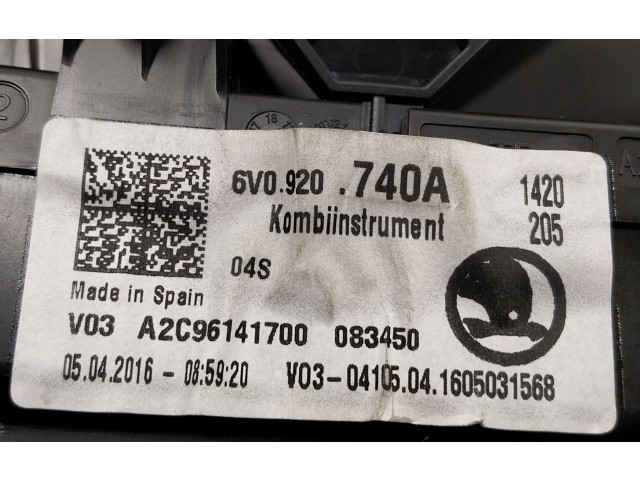 6V0.920 .740A 1420
Kombiinstrument 205
04S
Made in Spain
V03 A2C96141700 083450
05.04.2016 - 08:59:20 V03-04105.04.1605031568